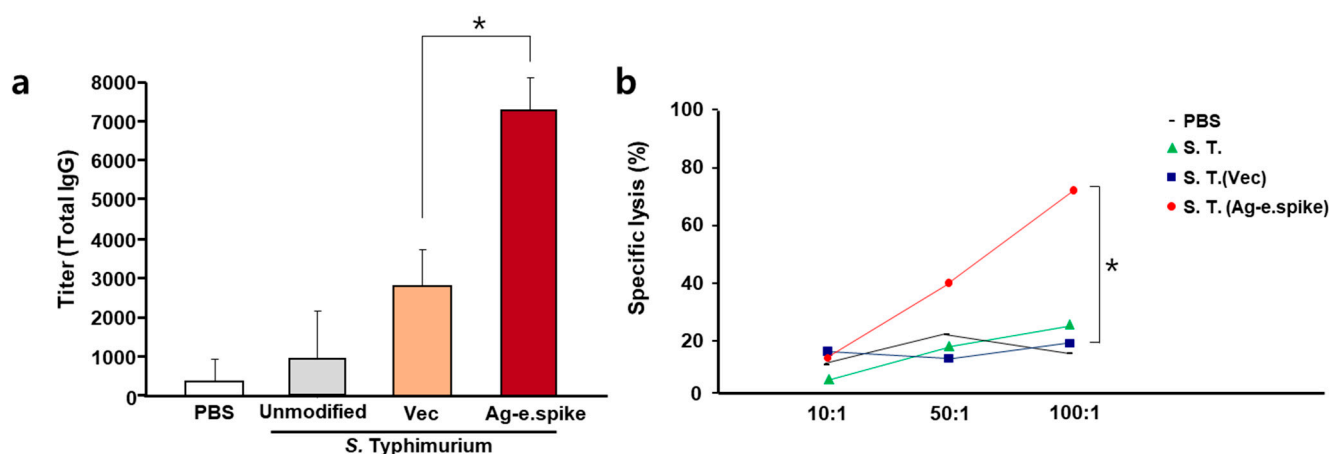 a
*
8000
7000
6000
5000
4000
3000
2000
1000
0
Titer (Total IgG)
PBS Unmodified Vec Ag-e.spike
S. Typhimurium
b
100
80
60
40
20
0
Specific lysis (%)
10:1 50:1 100:1
- PBS
S. T.
S. T.(Vec)
S. T. (Ag-e.spike)
*